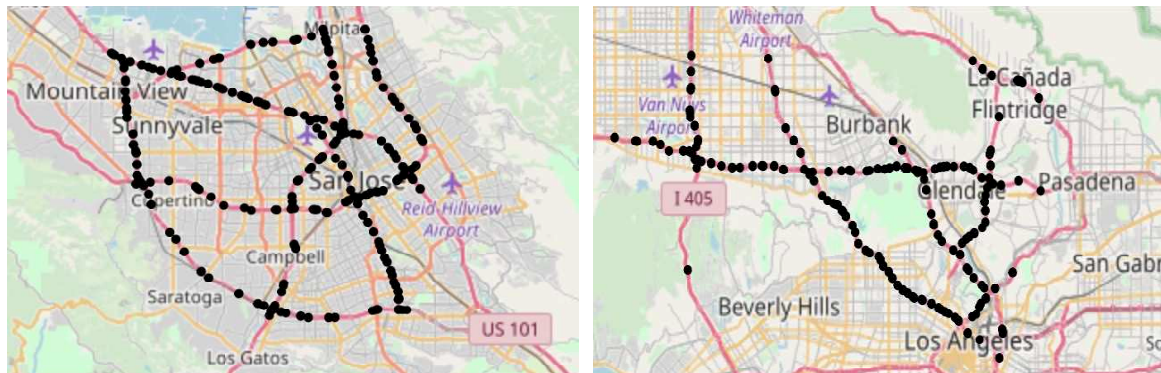 Milpita
Mountain View
Sunnyvale
San Jose
Cupertino
Reid-Hillview
Airport
Campbell
Saratoga
US 101
Los Gatos
Whiteman
Airport
La Cañada
Flintridge
Van Nuys
Airport
Burbank
Glendale
Pasadena
I 405
San Gabr
Beverly Hills
Los Angeles